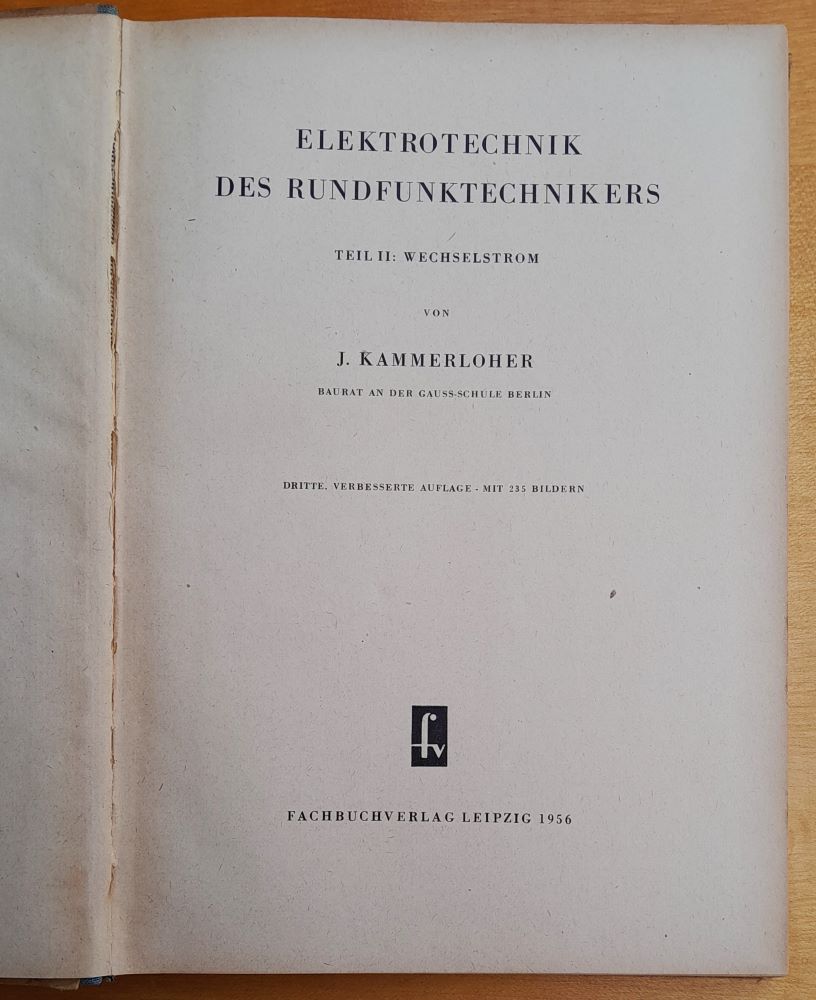 ELEKTROTECHNIK
DES RUNDFUNKTECHNIKERS
TEIL II: WECHSELSTROM
VON
J. KAMMERLOHER
BAURAT AN DER GAUSS-SCHULE BERLIN
DRITTE, VERBESSERTE AUFLAGE · MIT 235 BILDERN
fv
FACHBUCHVERLAG LEIPZIG 1956